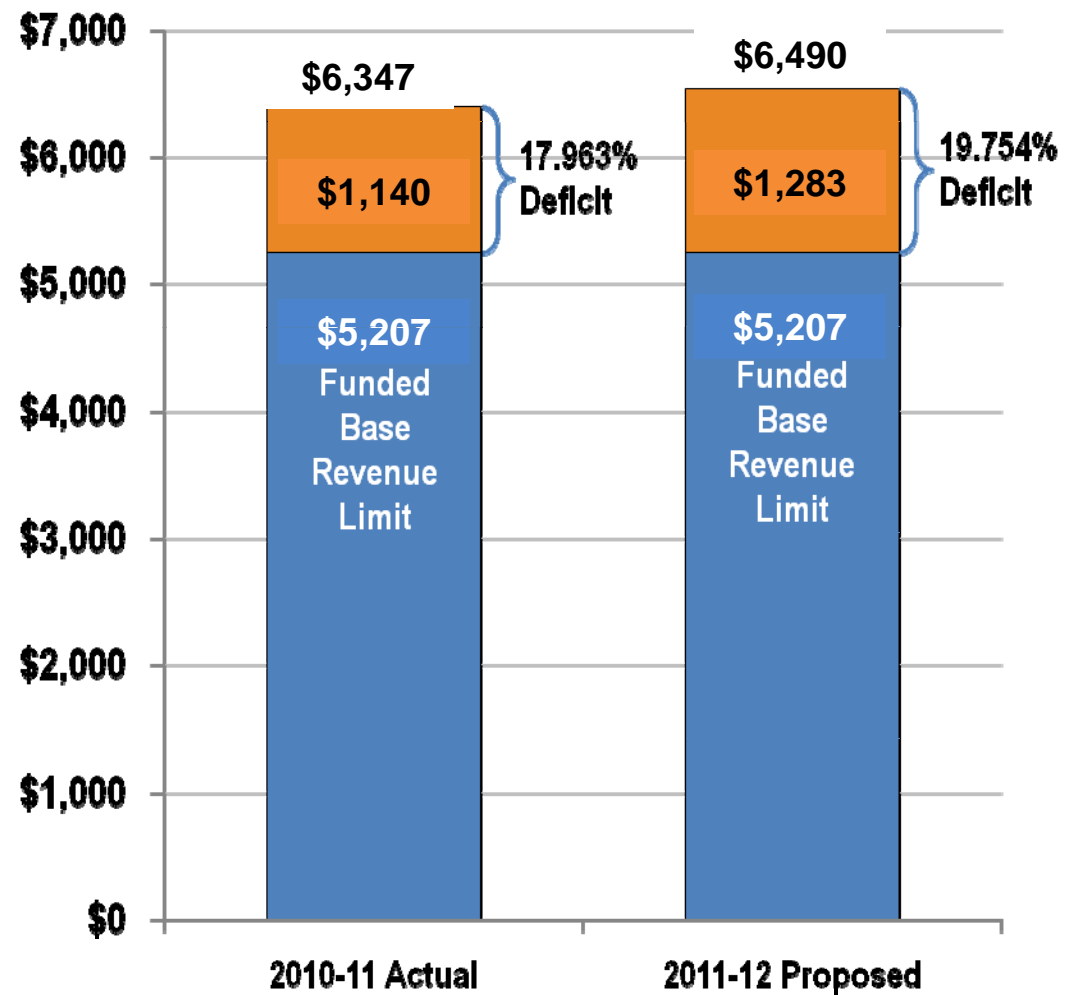 $7,000
$6,000
$5,000
$4,000
$3,000
$2,000
$1,000
$0
$6,347
$1,140
17.963%
Deficit
$5,207
Funded
Base
Revenue
Limit
2010-11 Actual
$6,490
$1,283
19.754%
Deficit
$5,207
Funded
Base
Revenue
Limit
2011-12 Proposed